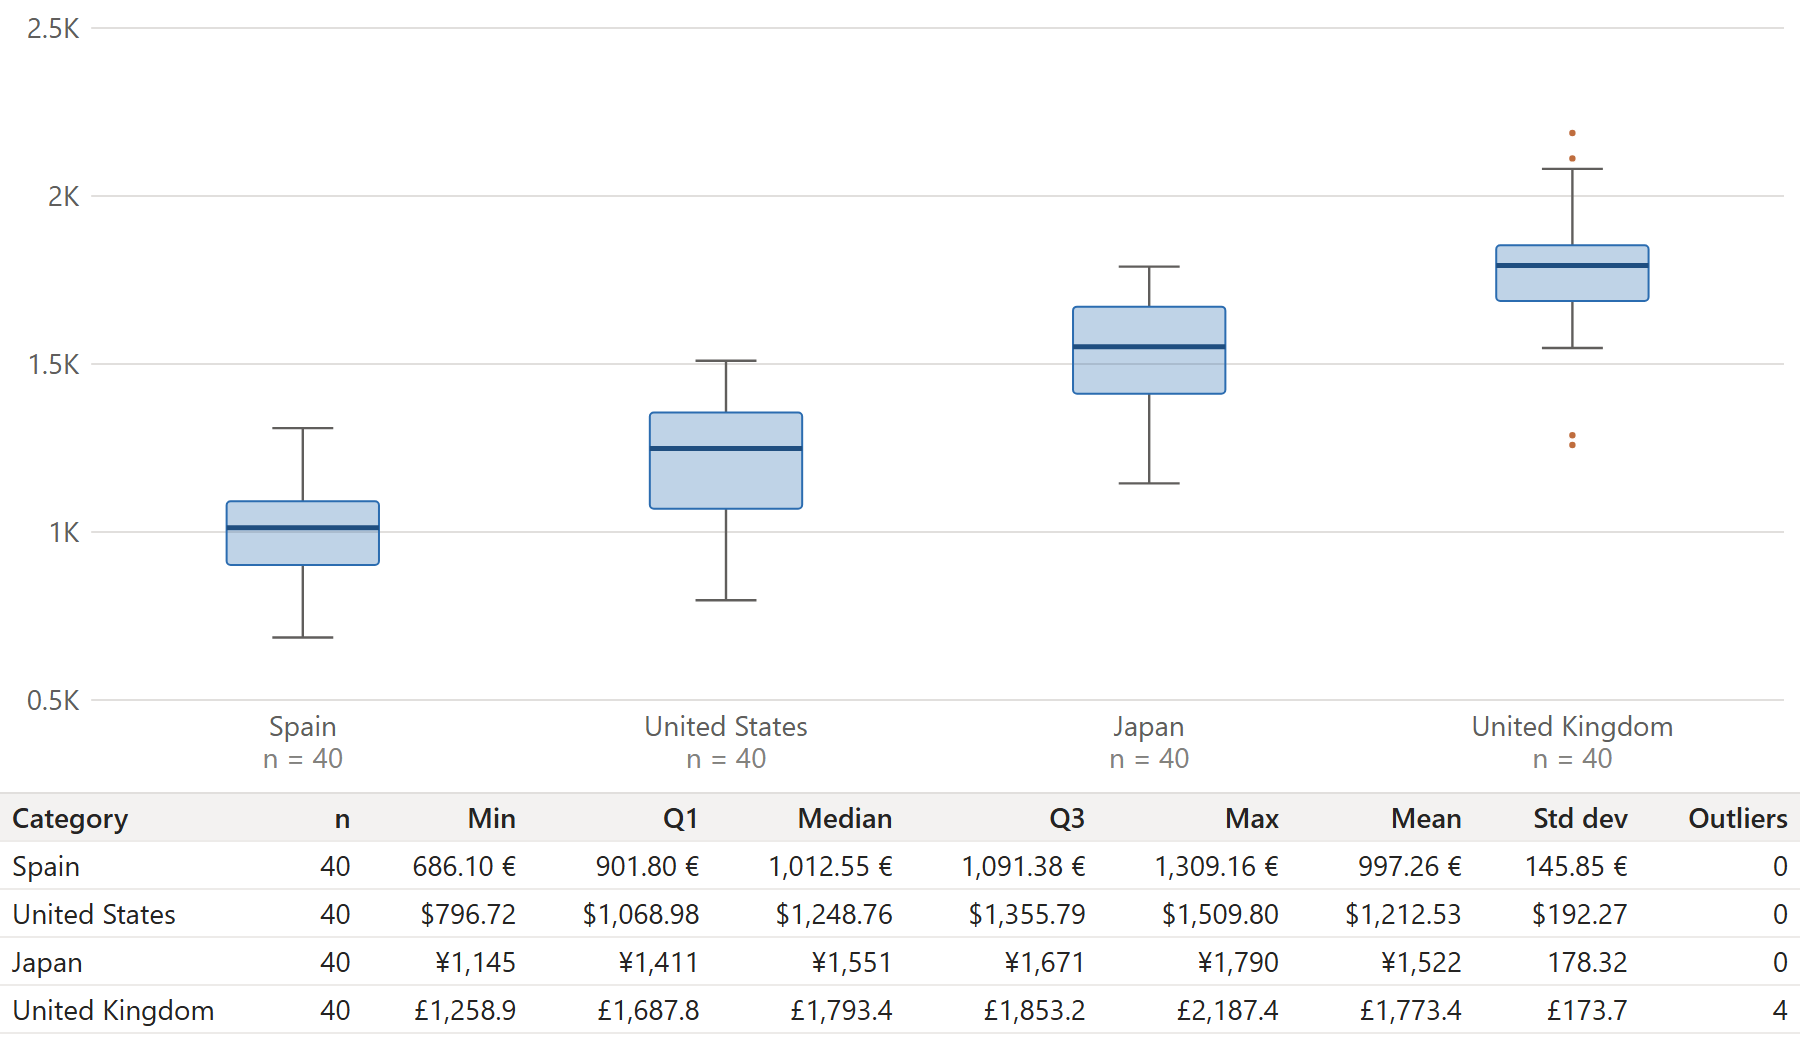 2.5K
2K
1.5K
1K
0.5K
Spain United States Japan United Kingdom
n = 40 n = 40 n = 40 n = 40
Category n Min Q1 Median Q3 Max Mean Std dev Outliers
Spain 40 686.10 € 901.80 € 1,012.55 € 1,091.38 € 1,309.16 € 997.26 € 145.85 € 0
United States 40 $796.72 $1,068.98 $1,248.76 $1,355.79 $1,509.80 $1,212.53 $192.27 0
Japan 40 ¥1,145 ¥1,411 ¥1,551 ¥1,671 ¥1,790 ¥1,522 178.32 0
United Kingdom 40 £1,258.9 £1,687.8 £1,793.4 £1,853.2 £2,187.4 £1,773.4 £173.7 4